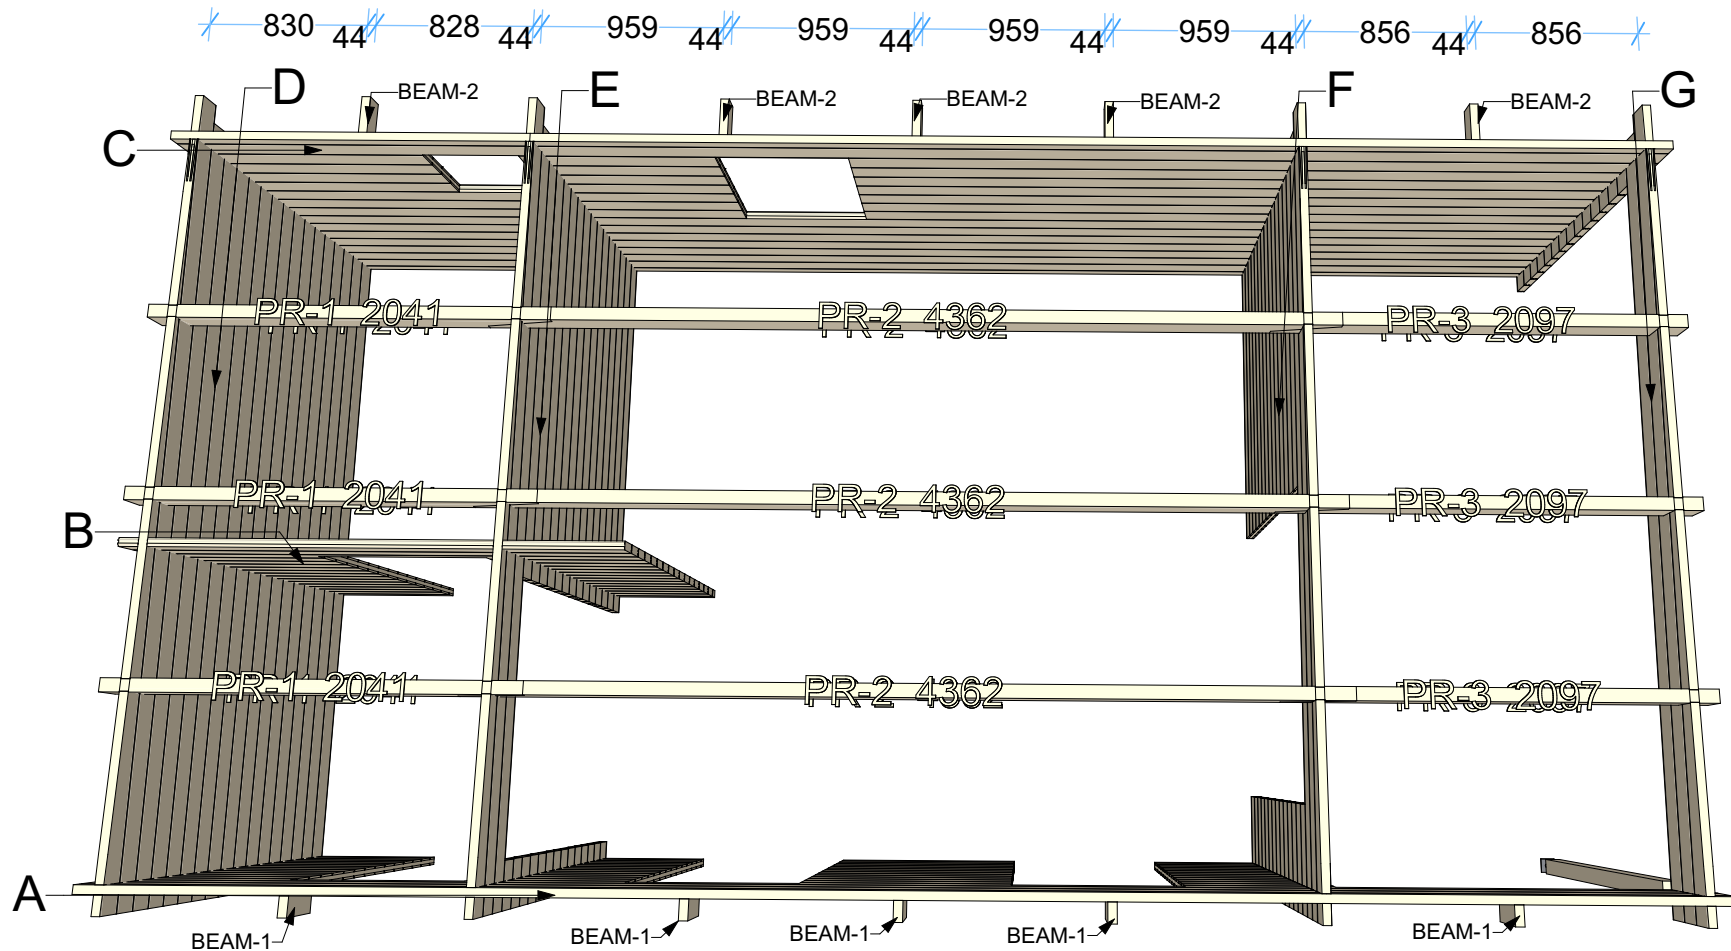 830 44 828 44 959 44 959 44 959 44 959 44 856 44 856
D E F G
BEAM-2 BEAM-2 BEAM-2 BEAM-2 BEAM-2
C
PR-1 2041 PR-2 4362 PR-3 2097
PR-1 2041 PR-2 4362 PR-3 2097
B
PR-1 2041 PR-2 4362 PR-3 2097
A
BEAM-1 BEAM-1 BEAM-1 BEAM-1 BEAM-1